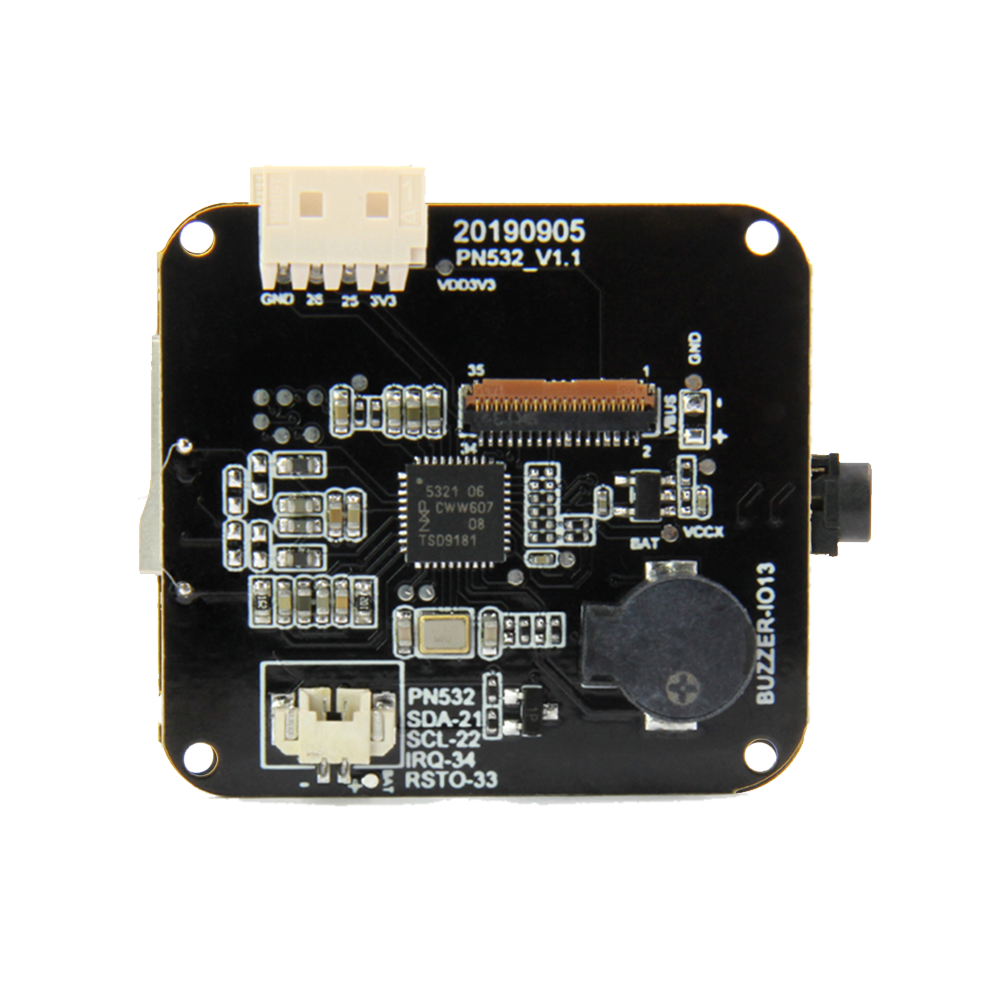 20190905
PN532_V1.1
VDD3V3
GND 26 25 3V3
GND
35 1
VBUS
- +
34 2
5321 06
CWW607
08
TSD9181
BAT
VCCX
BUZZER-IO13
PN532
SDA-21
SCL-22
IRQ-34
RSTO-33
- +
BAT